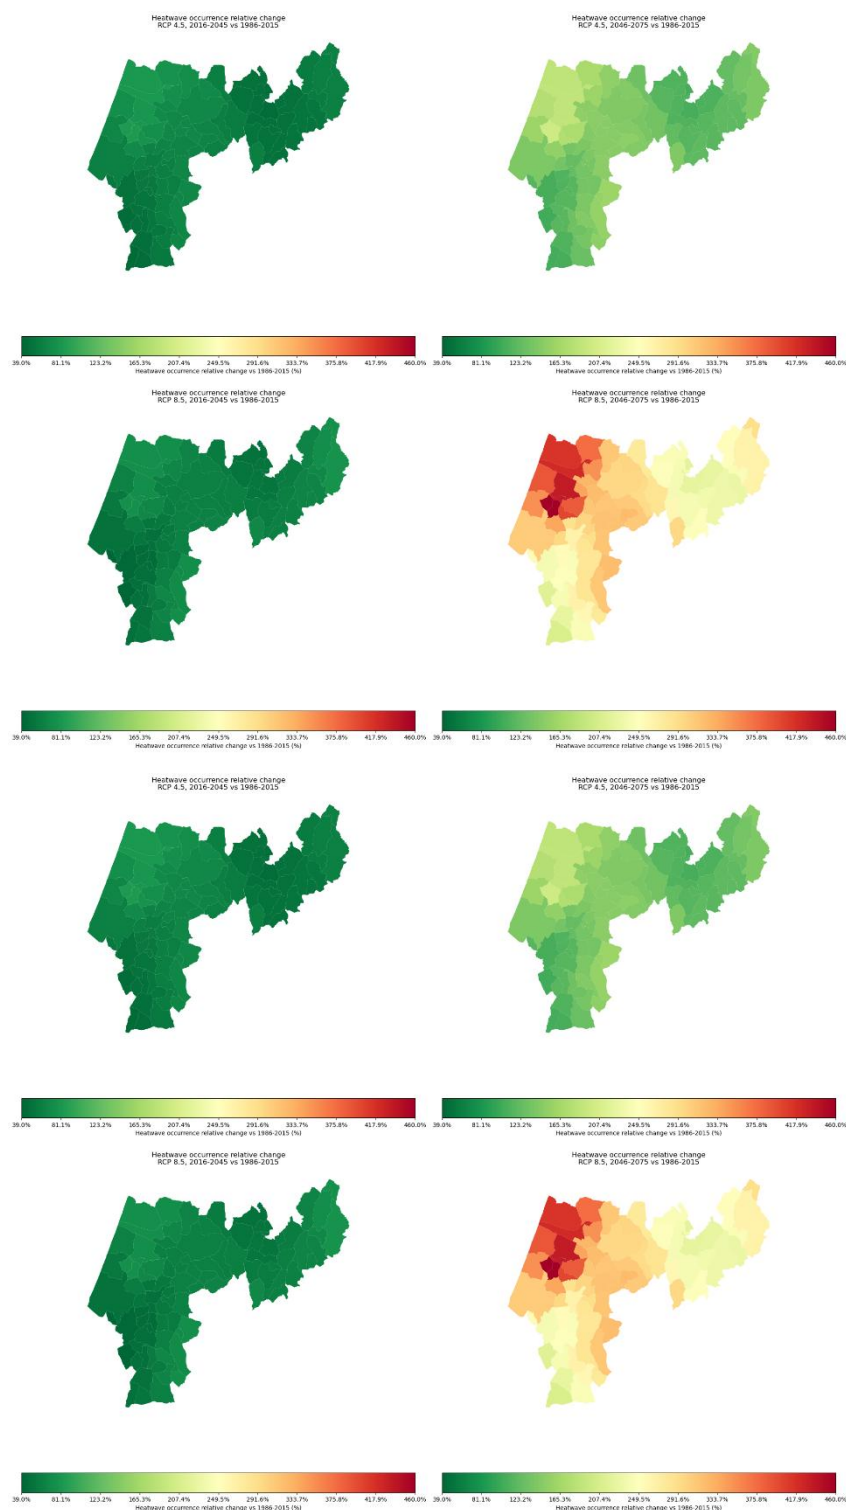 Heatwave occurrence relative change
RCP 4.5, 2016-2045 vs 1986-2015
Heatwave occurrence relative change
RCP 4.5, 2046-2075 vs 1986-2015
39.0% 81.1% 123.2% 165.3% 207.4% 249.5% 291.6% 333.7% 375.8% 417.9% 460.0%
Heatwave occurrence relative change vs 1986-2015 (%)
39.0% 81.1% 123.2% 165.3% 207.4% 249.5% 291.6% 333.7% 375.8% 417.9% 460.0%
Heatwave occurrence relative change vs 1986-2015 (%)
Heatwave occurrence relative change
RCP 8.5, 2016-2045 vs 1986-2015
Heatwave occurrence relative change
RCP 8.5, 2046-2075 vs 1986-2015
39.0% 81.1% 123.2% 165.3% 207.4% 249.5% 291.6% 333.7% 375.8% 417.9% 460.0%
Heatwave occurrence relative change vs 1986-2015 (%)
39.0% 81.1% 123.2% 165.3% 207.4% 249.5% 291.6% 333.7% 375.8% 417.9% 460.0%
Heatwave occurrence relative change vs 1986-2015 (%)
Heatwave occurrence relative change
RCP 4.5, 2016-2045 vs 1986-2015
Heatwave occurrence relative change
RCP 4.5, 2046-2075 vs 1986-2015
39.0% 81.1% 123.2% 165.3% 207.4% 249.5% 291.6% 333.7% 375.8% 417.9% 460.0%
Heatwave occurrence relative change vs 1986-2015 (%)
39.0% 81.1% 123.2% 165.3% 207.4% 249.5% 291.6% 333.7% 375.8% 417.9% 460.0%
Heatwave occurrence relative change vs 1986-2015 (%)
Heatwave occurrence relative change
RCP 8.5, 2016-2045 vs 1986-2015
Heatwave occurrence relative change
RCP 8.5, 2046-2075 vs 1986-2015
39.0% 81.1% 123.2% 165.3% 207.4% 249.5% 291.6% 333.7% 375.8% 417.9% 460.0%
Heatwave occurrence relative change vs 1986-2015 (%)
39.0% 81.1% 123.2% 165.3% 207.4% 249.5% 291.6% 333.7% 375.8% 417.9% 460.0%
Heatwave occurrence relative change vs 1986-2015 (%)